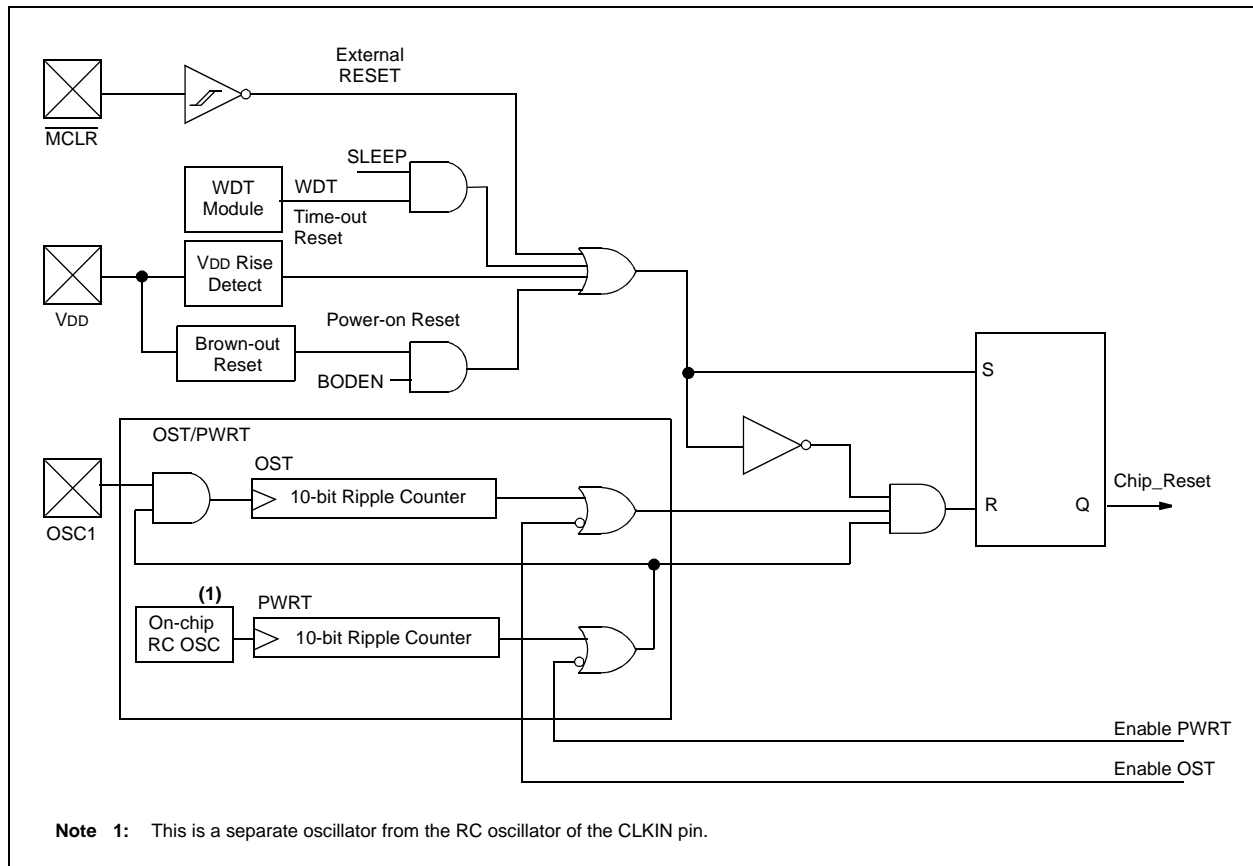 External
RESET
MCLR
SLEEP
WDT
Module
WDT
Time-out
Reset
VDD Rise
Detect
VDD
Power-on Reset
Brown-out
Reset
BODEN
S
OST/PWRT
OST
10-bit Ripple Counter
OSC1
Chip_Reset
R
Q
(1)
On-chip
RC OSC
PWRT
10-bit Ripple Counter
Enable PWRT
Enable OST
Note 1: This is a separate oscillator from the RC oscillator of the CLKIN pin.